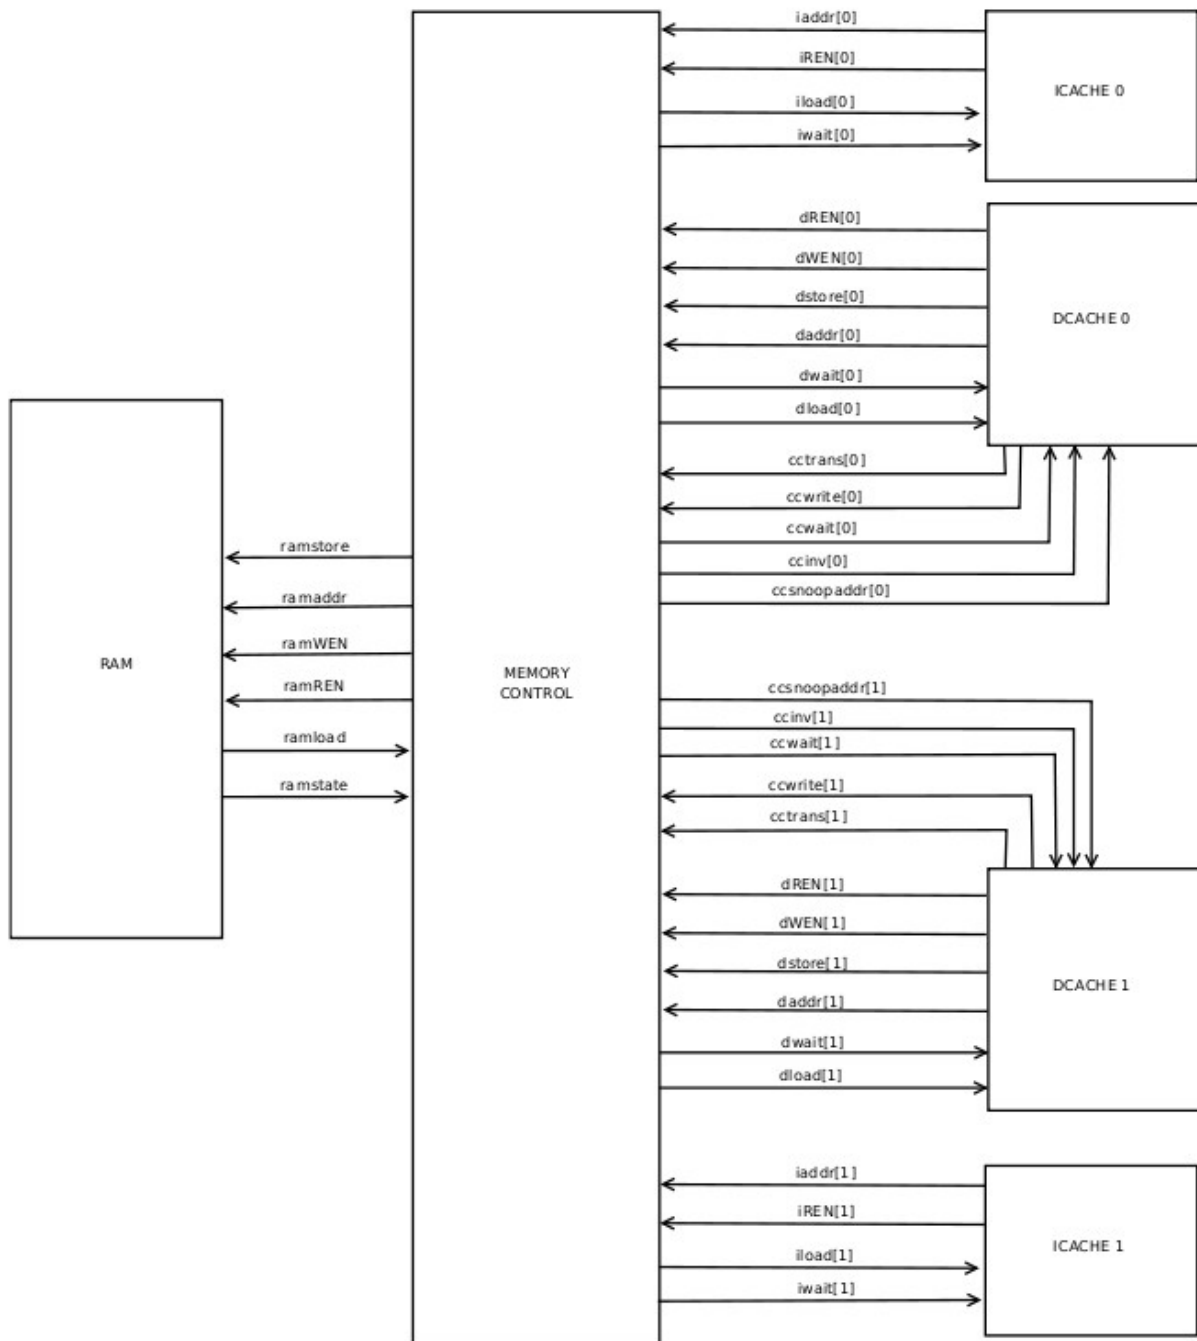 iaddr[0]
iREN[0]
ICACHE 0
iload[0]
iwait[0]
dREN[0]
dWEN[0]
dstore[0]
DCACHE 0
daddr[0]
dwait[0]
dload[0]
cctrans[0]
ccwrite[0]
ccwait[0]
ccinv[0]
ccsnoopaddr[0]
ramstore
ramaddr
ramWEN
RAM
ramREN
ramload
ramstate
MEMORY
CONTROL
ccsnoopaddr[1]
ccinv[1]
ccwait[1]
ccwrite[1]
cctrans[1]
dREN[1]
dWEN[1]
dstore[1]
DCACHE 1
daddr[1]
dwait[1]
dload[1]
iaddr[1]
iREN[1]
ICACHE 1
iload[1]
iwait[1]